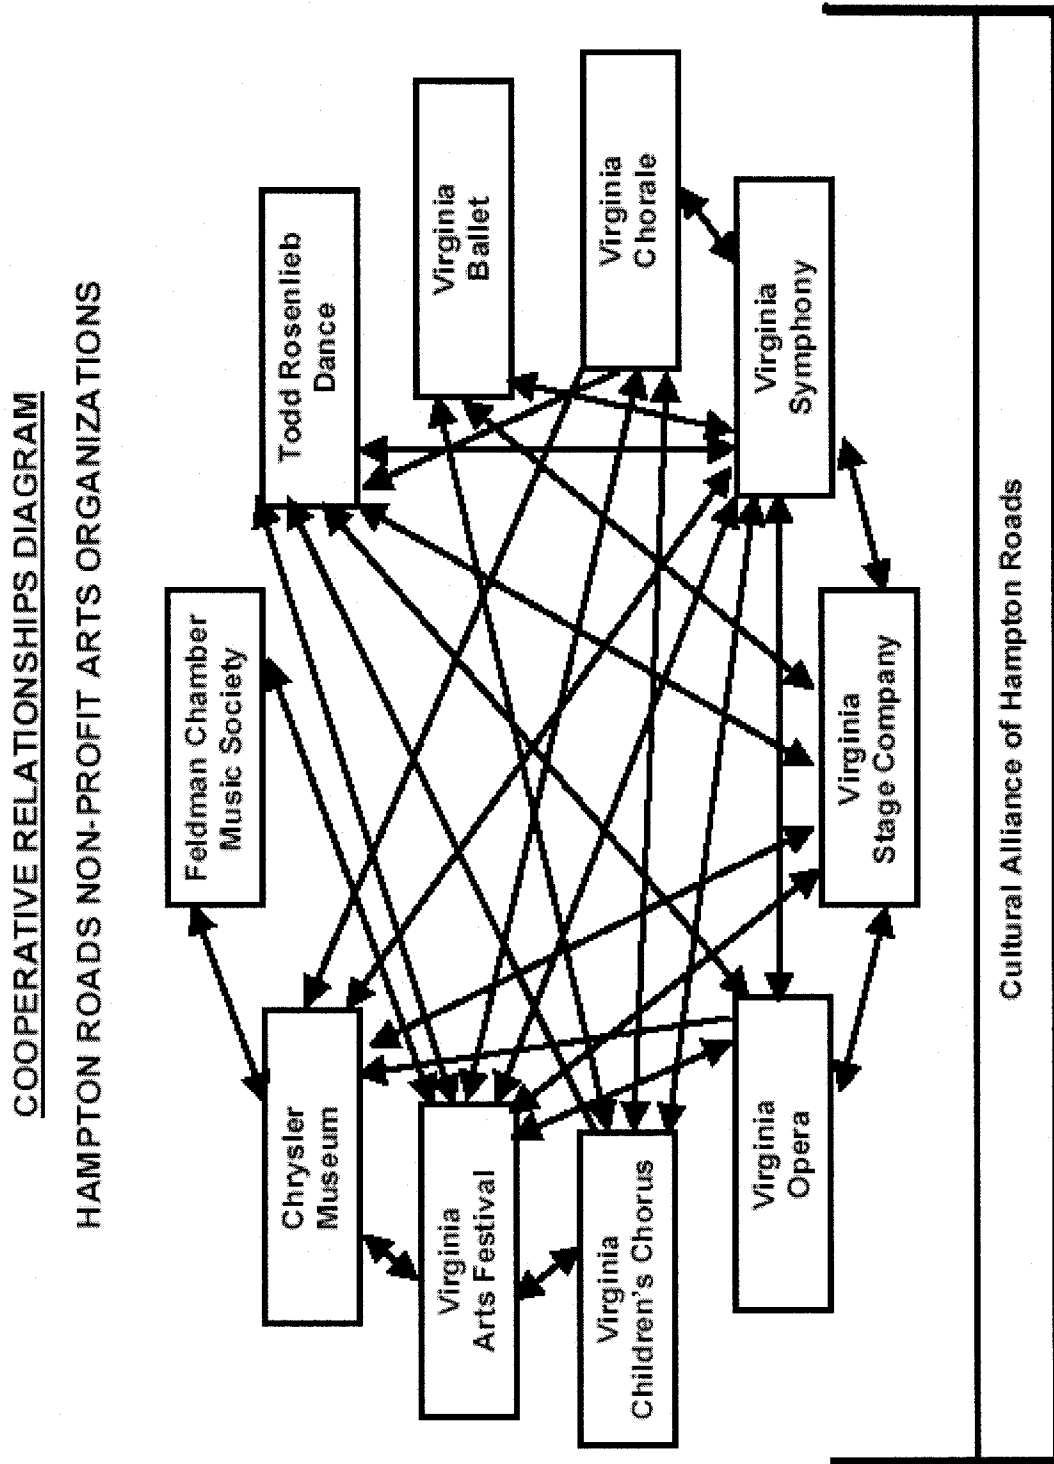 COOPERATIVE RELATIONSHIPS DIAGRAM
HAMPTON ROADS NON-PROFIT ARTS ORGANIZATIONS
Feldman Chamber
Music Society
Chrysler
Museum
Todd Rosenlieb
Dance
Virginia
Arts Festival
Virginia
Ballet
Virginia
Children's Chorus
Virginia
Chorale
Virginia
Opera
Virginia
Symphony
Virginia
Stage Company
Cultural Alliance of Hampton Roads